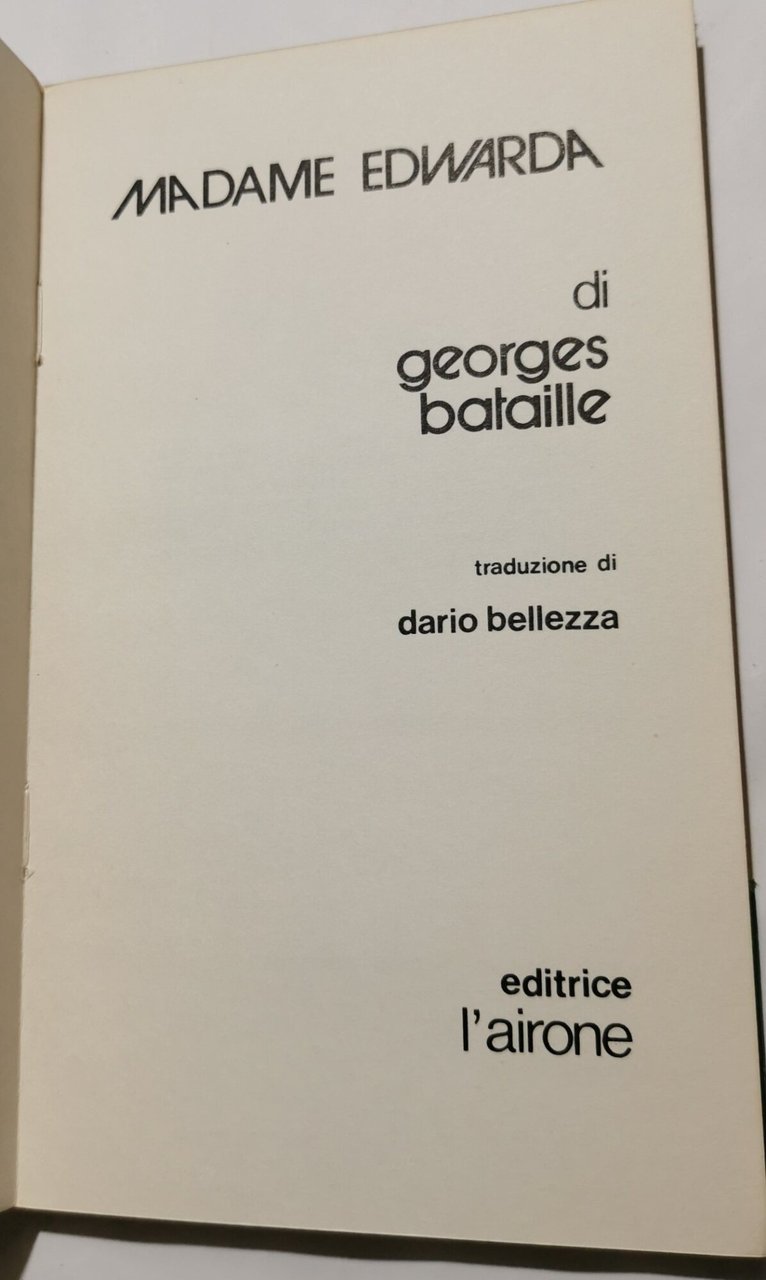 MADAME EDWARDA
di
georges
bataille
traduzione di
dario bellezza
editrice
l'airone